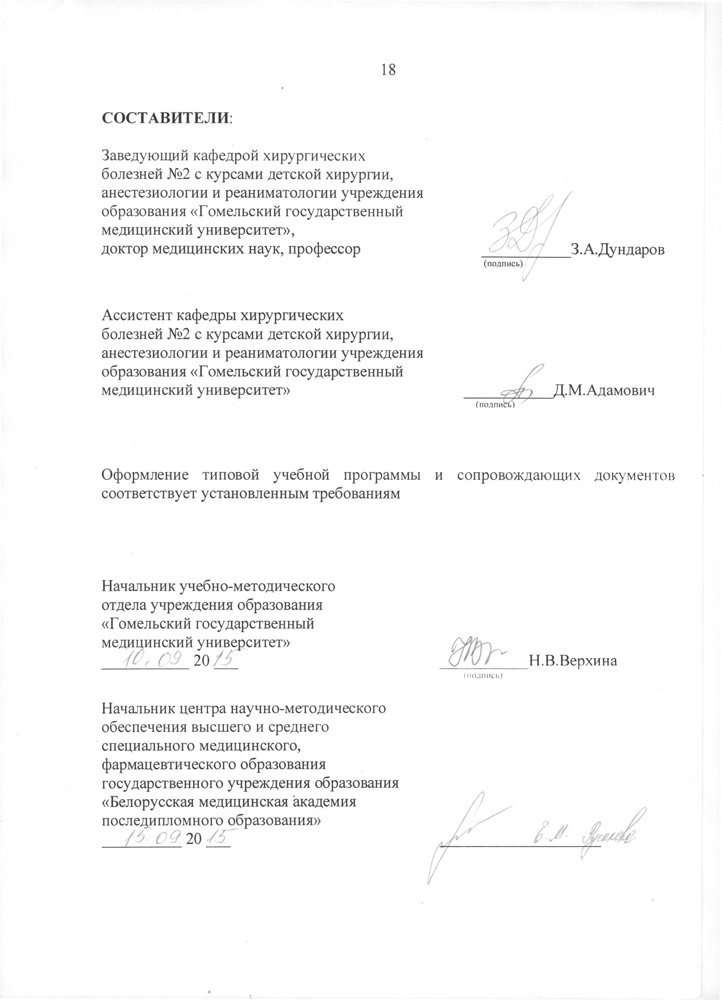 18
СОСТАВИТЕЛИ:
Заведующий кафедрой хирургических
болезней №2 с курсами детской хирургии,
анестезиологии и реаниматологии учреждения
образования «Гомельский государственный
медицинский университет»,
доктор медицинских наук, профессор З.А.Дундаров
(подпись)
Ассистент кафедры хирургических
болезней №2 с курсами детской хирургии,
анестезиологии и реаниматологии учреждения
образования «Гомельский государственный
медицинский университет» Д.М.Адамович
(подпись)
Оформление типовой учебной программы и сопровождающих документов
соответствует установленным требованиям
Начальник учебно-методического
отдела учреждения образования
«Гомельский государственный
медицинский университет»
10.09. 20 15 Н.В.Верхина
(подпись)
Начальник центра научно-методического
обеспечения высшего и среднего
специального медицинского,
фармацевтического образования
государственного учреждения образования
«Белорусская медицинская академия
последипломного образования»
15.09. 20 15 Е.М.